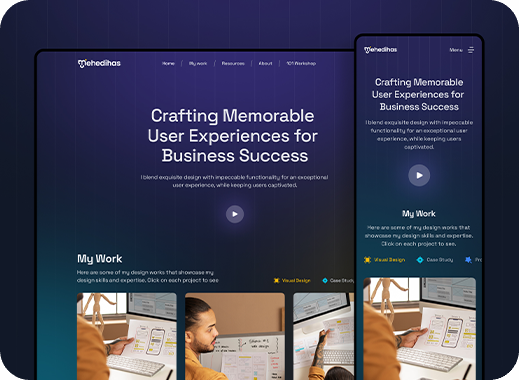 Mehedihas
Home
My work
Resources
About
101 Workshop
Crafting Memorable
User Experiences for
Business Success
I blend exquisite design with impeccable functionality for an exceptional
user experience, while keeping users captivated.
My Work
Here are some of my design works that showcase my
design skills and expertise. Click on each project to see
Visual Design
Case Study
Mehedihas
Menu
Crafting Memorable
User Experiences for
Business Success
I blend exquisite design with impeccable
functionality for an exceptional user
experience, while keeping users
captivated.
My Work
Here are some of my design works that
showcase my design skills and expertise.
Click on each project to see.
Visual Design
Case Study
Fr